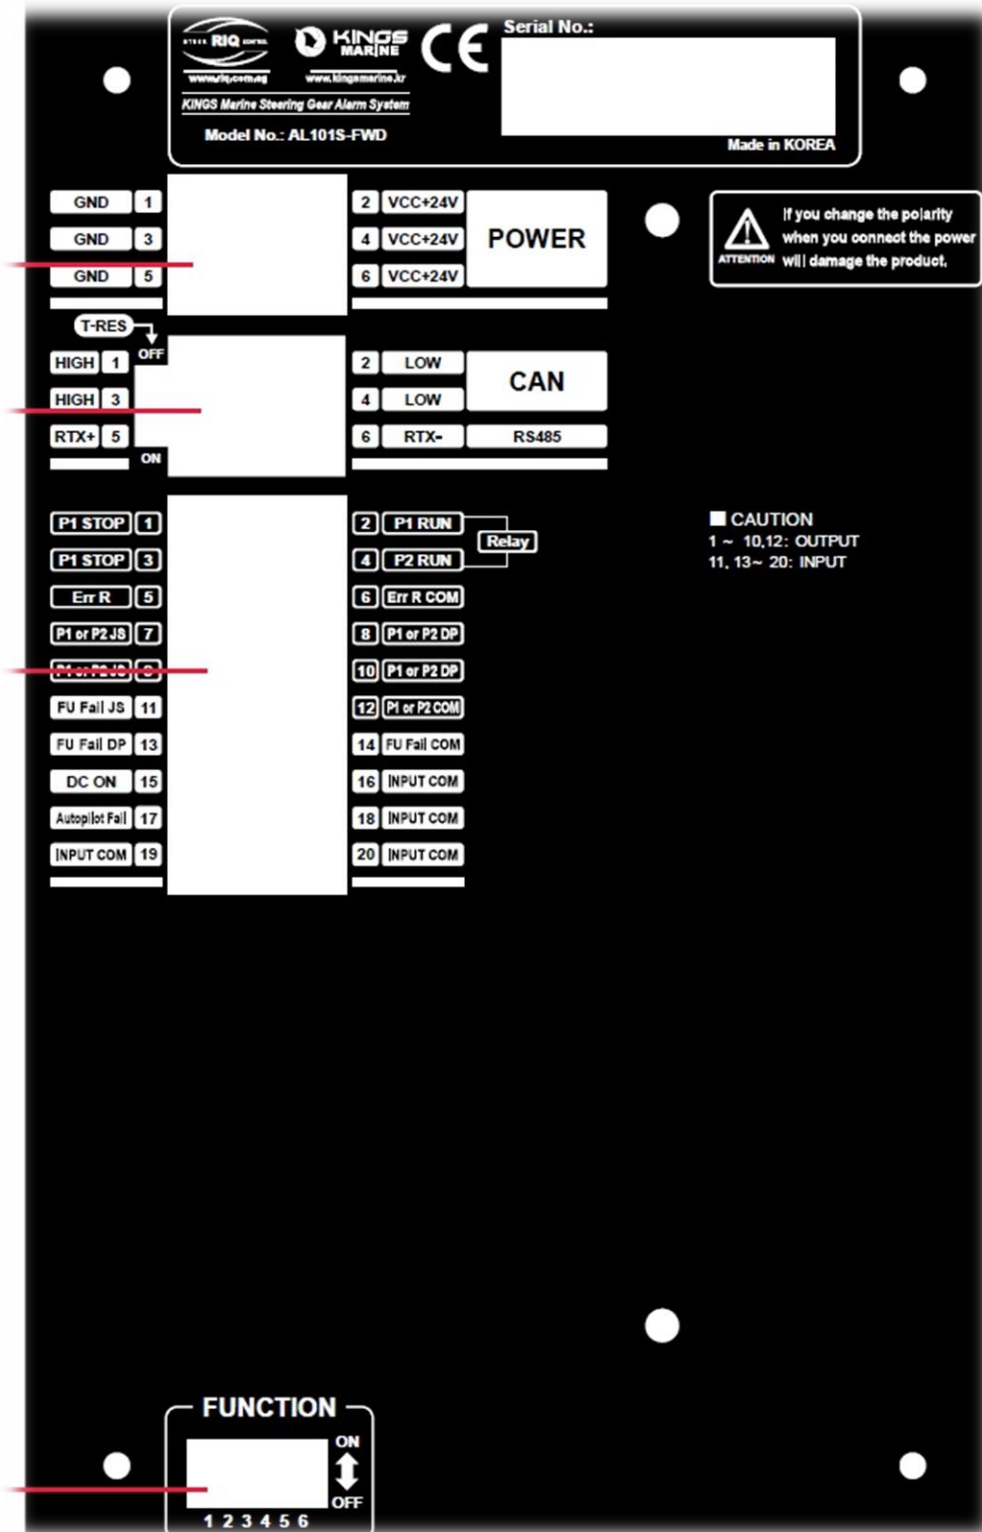 STEER RIQ CONTROL
KINGS MARINE
CE
www.riq.com.sg
www.kingsmarine.kr
KINGS Marine Steering Gear Alarm System
Model No.: AL101S-FWD
Serial No.:
Made in KOREA
GND 1 2 VCC+24V
GND 3 4 VCC+24V POWER
GND 5 6 VCC+24V
ATTENTION
If you change the polarity
when you connect the power
will damage the product.
T-RES
OFF
HIGH 1 2 LOW
HIGH 3 4 LOW CAN
RTX+ 5 6 RTX- RS485
ON
P1 STOP 1 2 P1 RUN
Relay
P1 STOP 3 4 P2 RUN
Err R 5 6 Err R COM
P1 or P2 JS 7 8 P1 or P2 DP
P1 or P2 JS 9 10 P1 or P2 DP
FU Fail JS 11 12 P1 or P2 COM
FU Fail DP 13 14 FU Fail COM
DC ON 15 16 INPUT COM
Autopilot Fail 17 18 INPUT COM
INPUT COM 19 20 INPUT COM
■ CAUTION
1 ~ 10,12: OUTPUT
11, 13~ 20: INPUT
FUNCTION
ON
OFF
1 2 3 4 5 6